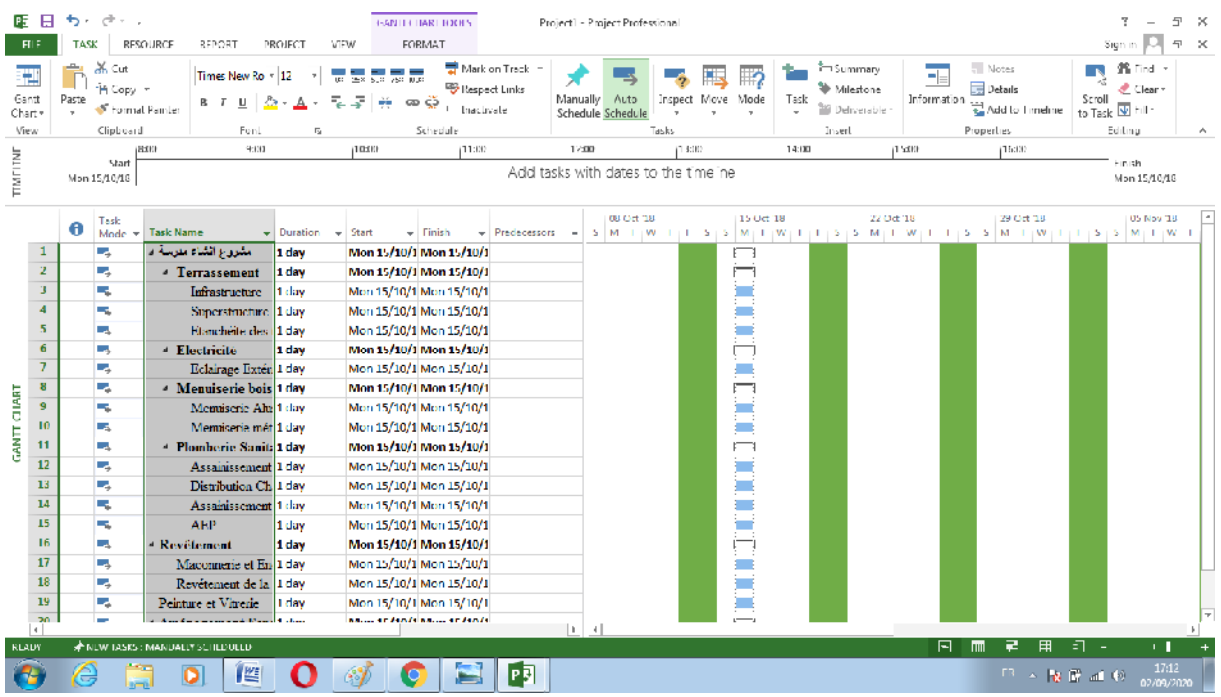 GANTT CHART TOOLS Project1 - Project Professional
FILE TASK RESOURCE REPORT PROJECT VIEW FORMAT Sign in
Gantt Chart Paste Cut Copy Format Painter
Times New Ro 12
B I U
Mark on Track
Respect Links
Inactivate
Manually Schedule Auto Schedule Inspect Move Mode Task
Summary
Milestone
Deliverable
Information Notes
Details
Add to Timeline
Scroll to Task Find
Clear
Fill
View Clipboard Font Schedule Tasks Insert Properties Editing
TIMELINE
8:00 9:00 10:00 11:00 12:00 13:00 14:00 15:00 16:00
Start
Mon 15/10/18
Add tasks with dates to the timeline
Finish
Mon 15/10/18
Task Mode Task Name Duration Start Finish Predecessors
08 Oct '18 15 Oct '18 22 Oct '18 29 Oct '18 05 Nov '18
S M T W T F S S M T W T F S S M T W T F S S M T W T F S S M T W T
GANTT CHART
1 مشروع انشاء مدرسة 1 day Mon 15/10/1 Mon 15/10/1
2 Terrassement 1 day Mon 15/10/1 Mon 15/10/1
3 Infrastructure 1 day Mon 15/10/1 Mon 15/10/1
4 Superstructure 1 day Mon 15/10/1 Mon 15/10/1
5 Etanchéite des 1 day Mon 15/10/1 Mon 15/10/1
6 Electricite 1 day Mon 15/10/1 Mon 15/10/1
7 Eclairage Extér 1 day Mon 15/10/1 Mon 15/10/1
8 Menuiserie bois 1 day Mon 15/10/1 Mon 15/10/1
9 Menuiserie Alu 1 day Mon 15/10/1 Mon 15/10/1
10 Menuiserie mét 1 day Mon 15/10/1 Mon 15/10/1
11 Plomberie Sanita 1 day Mon 15/10/1 Mon 15/10/1
12 Assainissement 1 day Mon 15/10/1 Mon 15/10/1
13 Distribution Ch 1 day Mon 15/10/1 Mon 15/10/1
14 Assainissement 1 day Mon 15/10/1 Mon 15/10/1
15 AEP 1 day Mon 15/10/1 Mon 15/10/1
16 Revêtement 1 day Mon 15/10/1 Mon 15/10/1
17 Maconnerie et En 1 day Mon 15/10/1 Mon 15/10/1
18 Revétement de la 1 day Mon 15/10/1 Mon 15/10/1
19 Peinture et Vitrerie 1 day Mon 15/10/1 Mon 15/10/1
20
READY NEW TASKS : MANUALLY SCHEDULED
17:12
02/09/2020